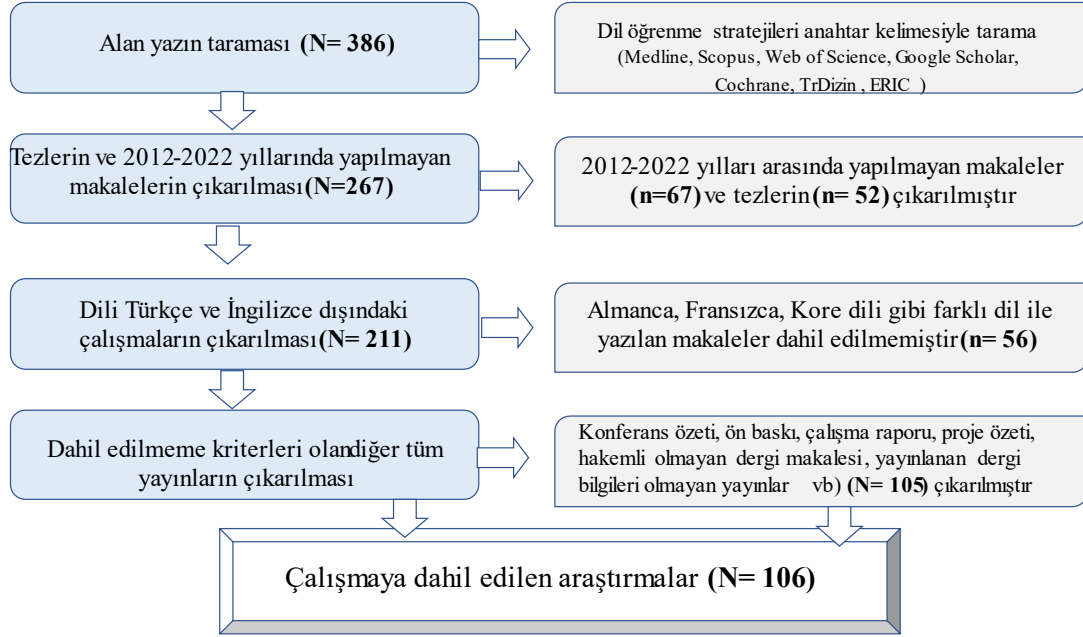 Alan yazın taraması (N= 386)
Dil öğrenme stratejileri anahtar kelimesiyle tarama
(Medline, Scopus, Web of Science, Google Scholar,
Cochrane, TrDizin , ERIC )
Tezlerin ve 2012-2022 yıllarında yapılmayan
makalelerin çıkarılması(N=267)
2012-2022 yılları arasında yapılmayan makaleler
(n=67) ve tezlerin(n= 52) çıkarılmıştır
Dili Türkçe ve İngilizce dışındaki
çalışmaların çıkarılması(N= 211)
Almanca, Fransızca, Kore dili gibi farklı dil ile
yazılan makaleler dahil edilmemiştir(n= 56)
Dahil edilmeme kriterleri olandiğer tüm
yayınların çıkarılması
Konferans özeti, ön baskı, çalışma raporu, proje özeti,
hakemli olmayan dergi makalesi, yayınlanan dergi
bilgileri olmayan yayınlar vb) (N= 105) çıkarılmıştır
Çalışmaya dahil edilen araştırmalar (N= 106)